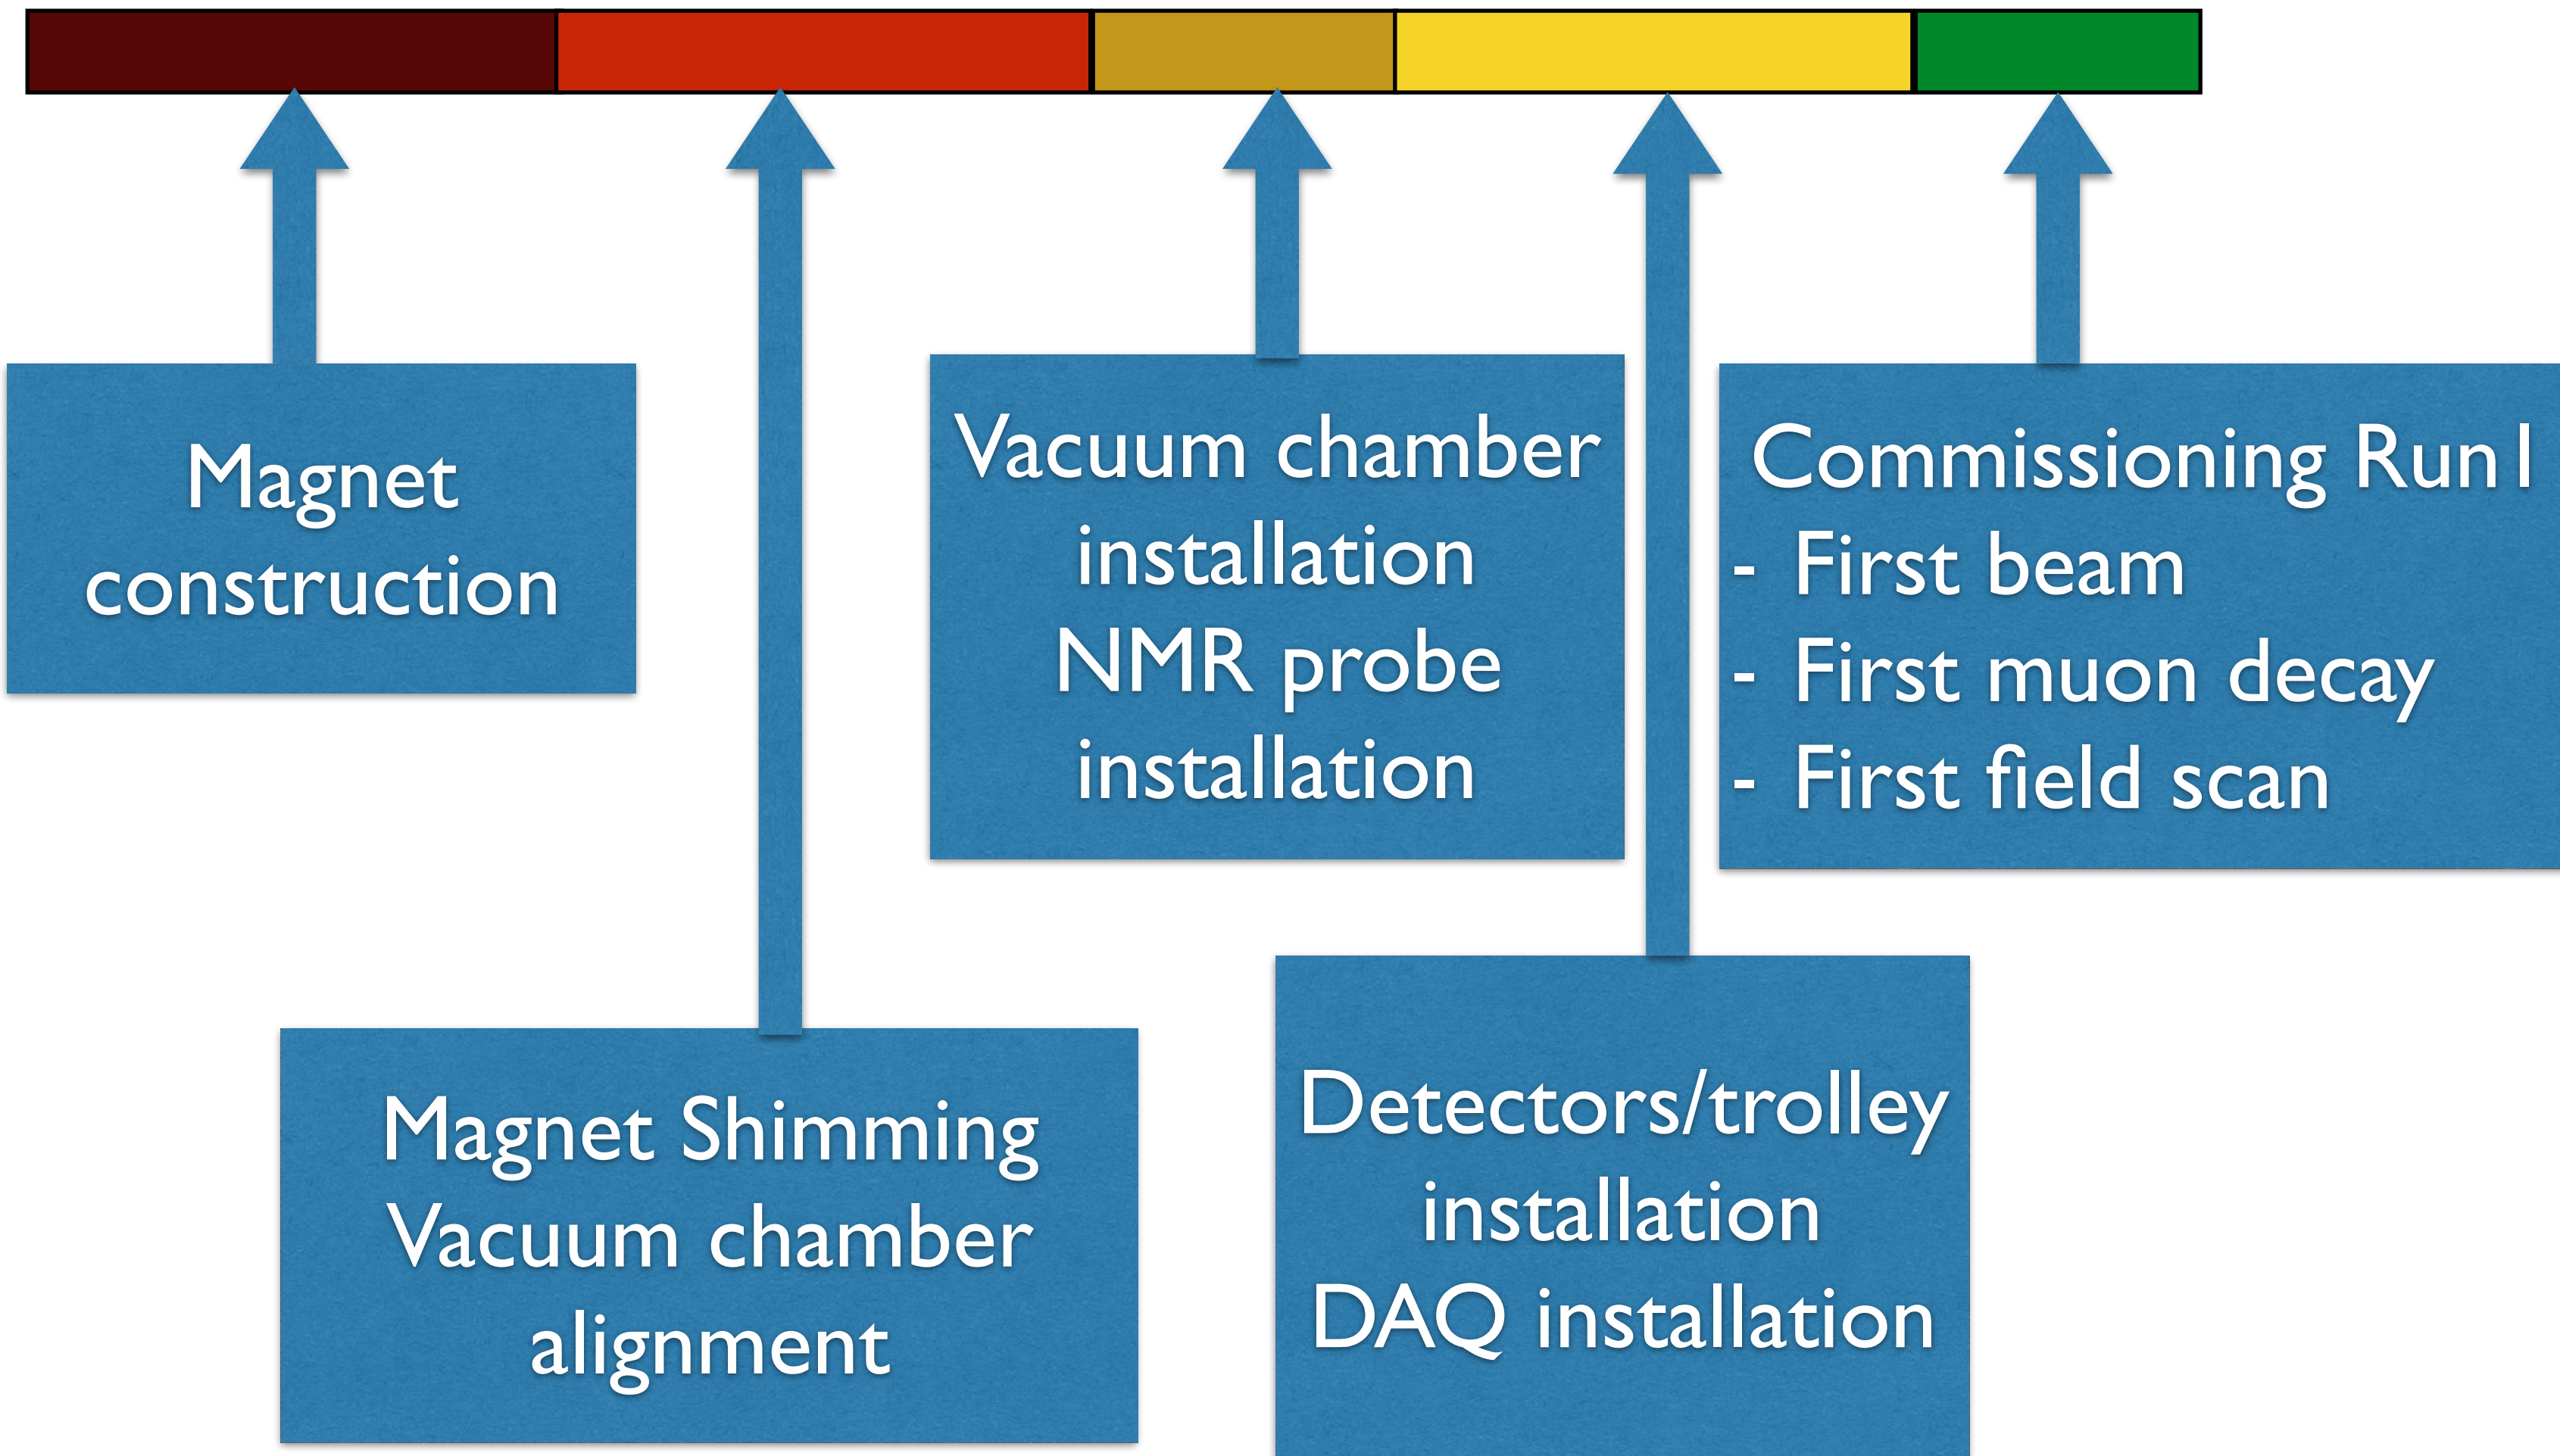 Magnet
construction
Vacuum chamber
installation
NMR probe
installation
Commissioning Run1
- First beam
- First muon decay
- First field scan
Magnet Shimming
Vacuum chamber
alignment
Detectors/trolley
installation
DAQ installation